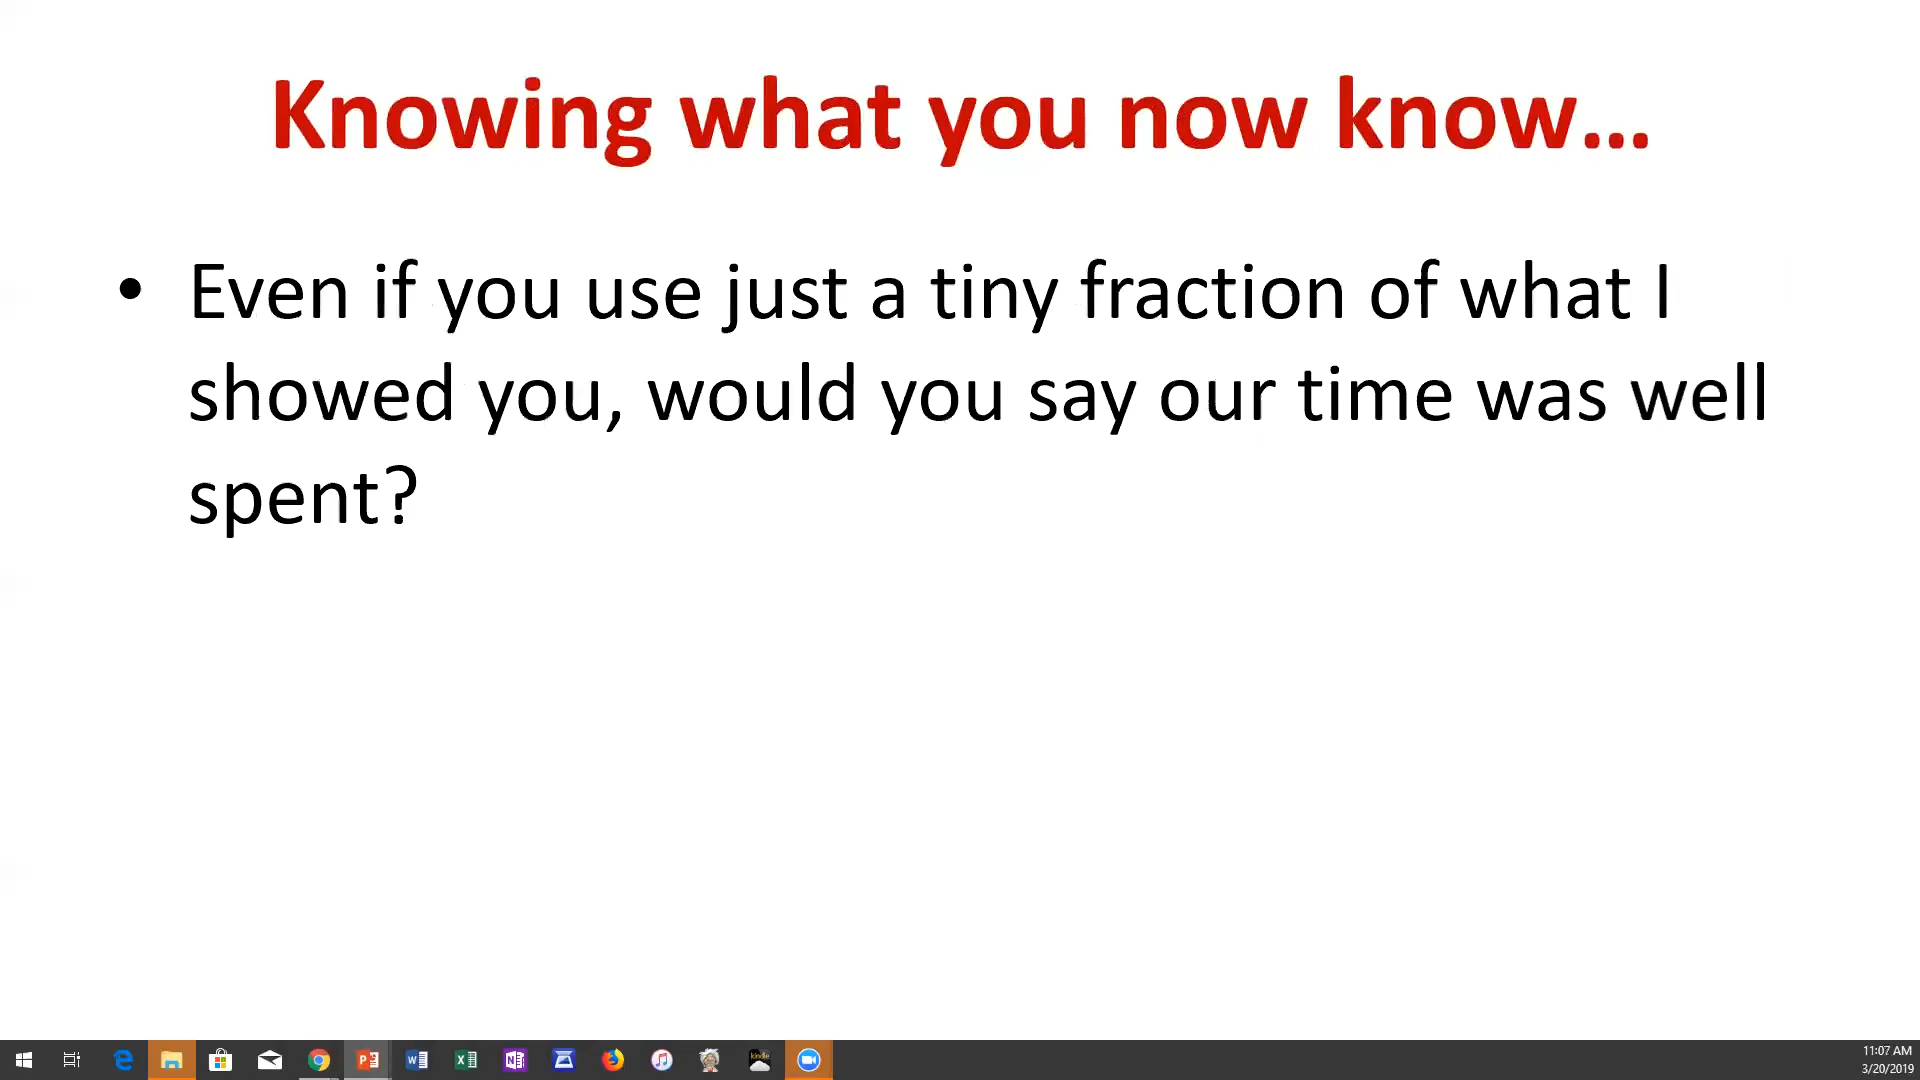 Knowing what you now know...
• Even if you use just a tiny fraction of what I
showed you, would you say our time was well
spent?
kindle
11:07 AM
3/20/2019